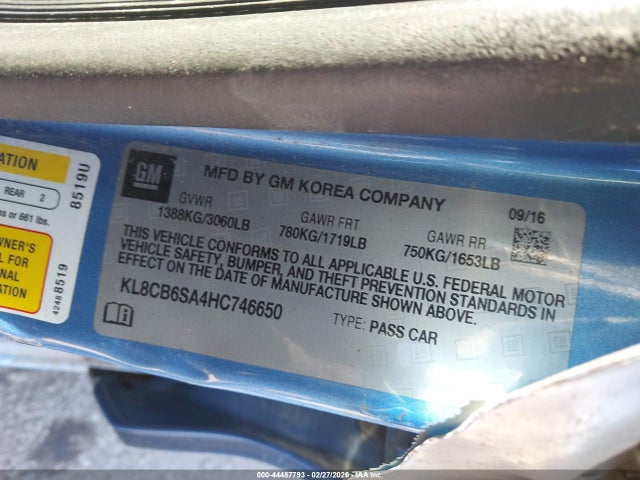 ATION
REAR 2
8519U
s or 661 lbs.
WNER'S
L FOR
ONAL
ATION
42488519
GM
MFD BY GM KOREA COMPANY
09/16
GVWR
1388KG/3060LB
GAWR FRT
780KG/1719LB
GAWR RR
750KG/1653LB
THIS VEHICLE CONFORMS TO ALL APPLICABLE U.S. FEDERAL MOTOR
VEHICLE SAFETY, BUMPER, AND THEFT PREVENTION STANDARDS IN
EFFECT ON THE DATE OF MANUFACTURE SHOWN ABOVE.
KL8CB6SA4HC746650
TYPE: PASS CAR
000-44487793 - 02/27/2026 - IAA Inc.